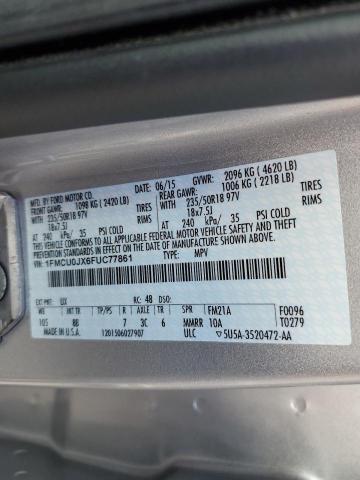 MFD. BY FORD MOTOR CO.
DATE: 06/15 GVWR: 2096 KG ( 4620 LB)
FRONT GAWR: 1098 KG ( 2420 LB) REAR GAWR: 1006 KG ( 2218 LB)
WITH 235/50R18 97V TIRES WITH 235/50R18 97V TIRES
18x7.5J RIMS 18x7.5J RIMS
AT 240 kPa/ 35 PSI COLD AT 240 kPa/ 35 PSI COLD
THIS VEHICLE CONFORMS TO ALL APPLICABLE FEDERAL MOTOR VEHICLE SAFETY, BUMPER, AND THEFT
PREVENTION STANDARDS IN EFFECT ON THE DATE OF MANUFACTURE SHOWN ABOVE.
VIN: 1FMCU0JX6FUC77861 TYPE: MPV
EXT PNT: UX RC: 48 DSO: F0096
WB BRK INT TR TP/PS R AXLE TR SPR FM21A T0279
105 8B 7 3C 6 MMRR 10A
MADE IN U.S.A. 1201506027907 ULC 5U5A-3520472-AA